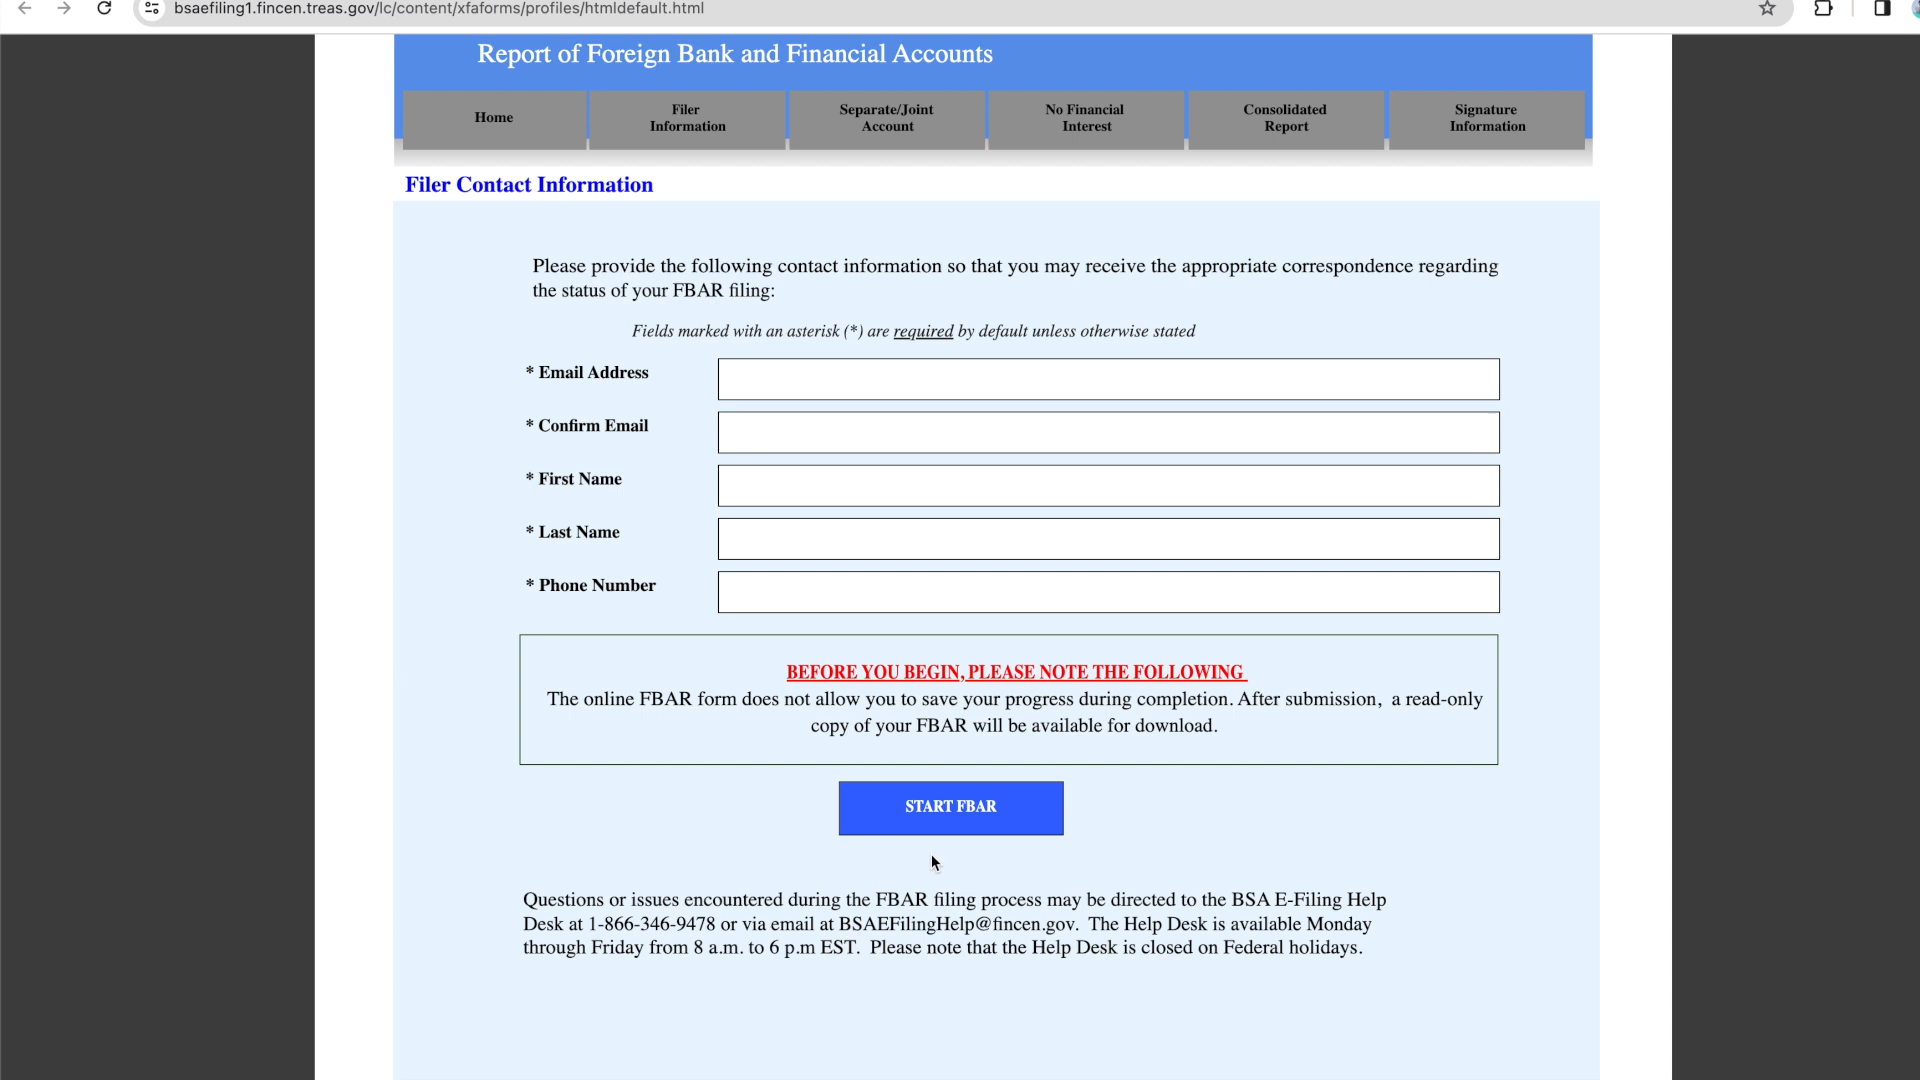 bsaefiling1.fincen.treas.gov/lc/content/xfaforms/profiles/htmldefault.html
Report of Foreign Bank and Financial Accounts
Home
Filer
Information
Separate/Joint
Account
No Financial
Interest
Consolidated
Report
Signature
Information
Filer Contact Information
Please provide the following contact information so that you may receive the appropriate correspondence regarding
the status of your FBAR filing:
Fields marked with an asterisk (*) are required by default unless otherwise stated
* Email Address
* Confirm Email
* First Name
* Last Name
* Phone Number
BEFORE YOU BEGIN, PLEASE NOTE THE FOLLOWING
The online FBAR form does not allow you to save your progress during completion. After submission, a read-only
copy of your FBAR will be available for download.
START FBAR
Questions or issues encountered during the FBAR filing process may be directed to the BSA E-Filing Help
Desk at 1-866-346-9478 or via email at BSAEFilingHelp@fincen.gov. The Help Desk is available Monday
through Friday from 8 a.m. to 6 p.m EST. Please note that the Help Desk is closed on Federal holidays.